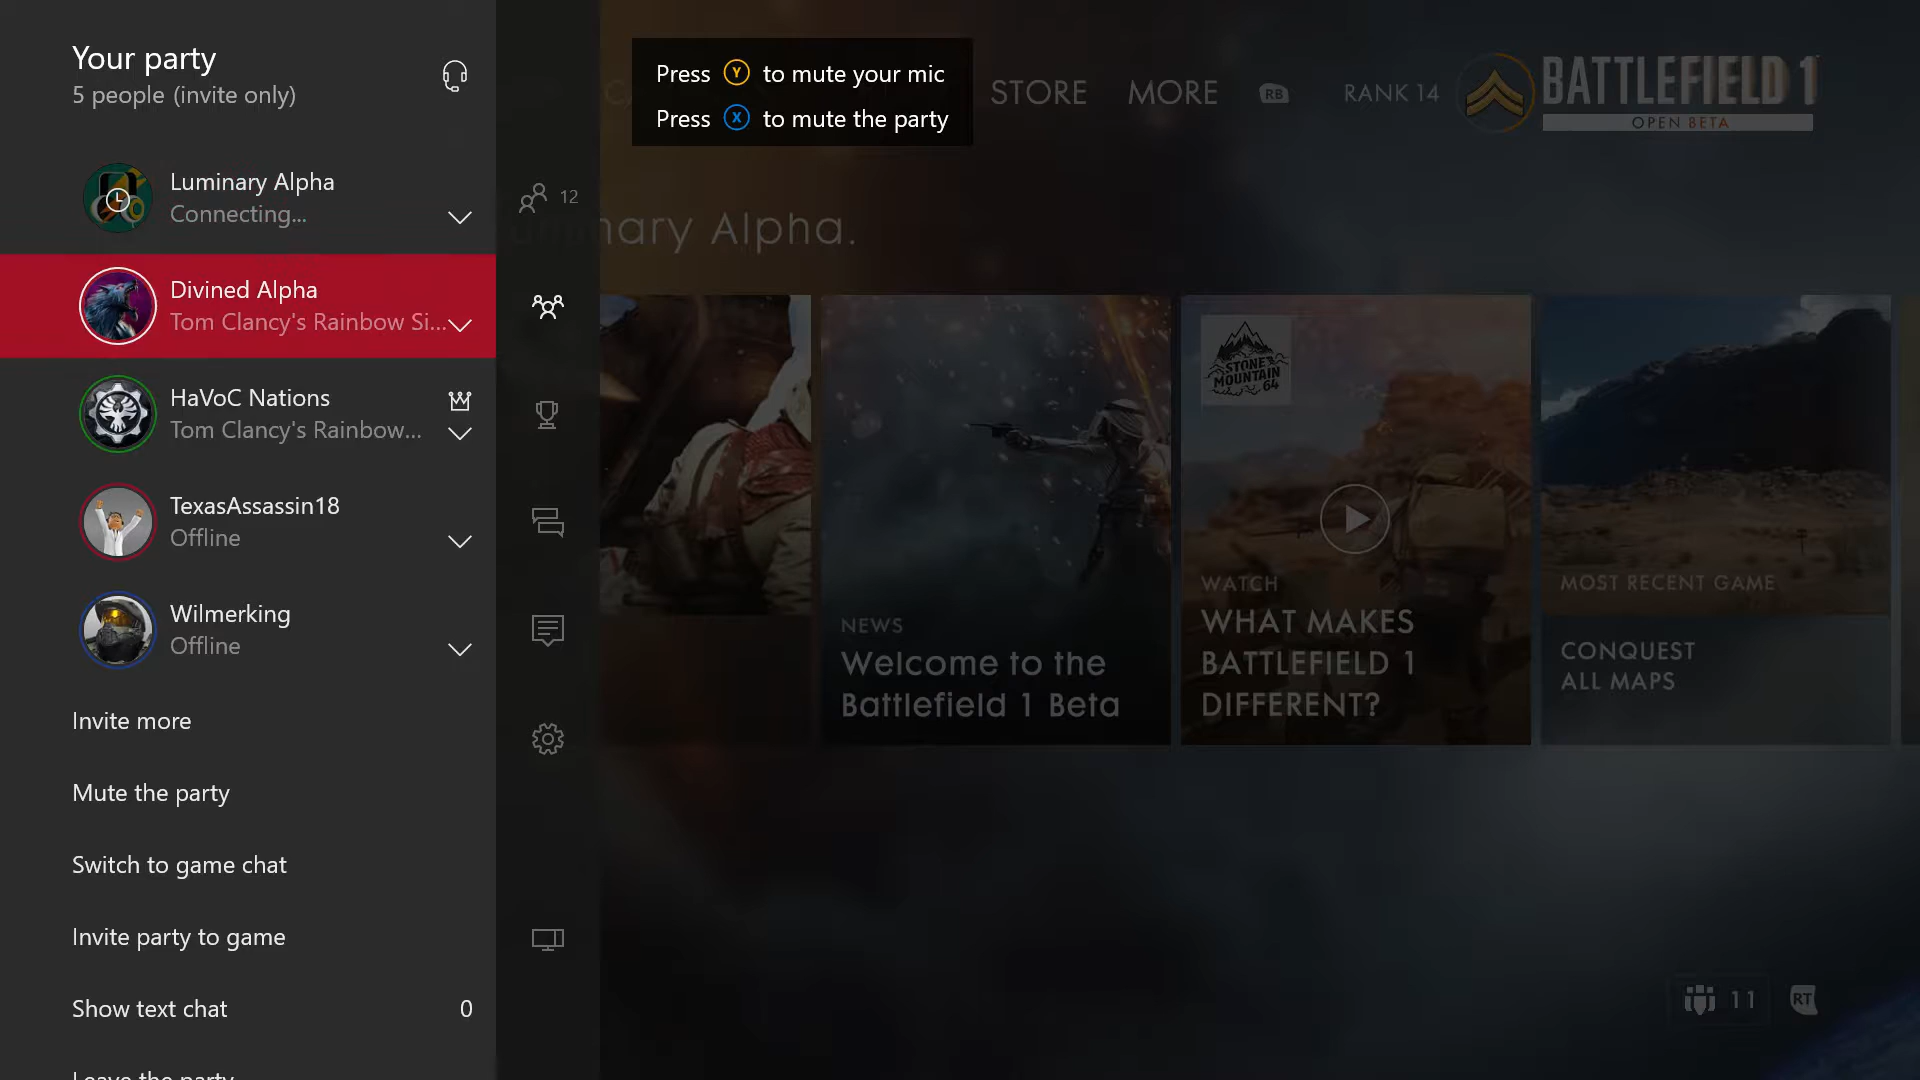 Your party
5 people (invite only)
Luminary Alpha
Connecting...
Divined Alpha
Tom Clancy's Rainbow Si...
HaVoC Nations
Tom Clancy's Rainbow...
TexasAssassin18
Offline
Wilmerking
Offline
Invite more
Mute the party
Switch to game chat
Invite party to game
Show text chat 0
Leave the party
12
Press Y to mute your mic
Press X to mute the party
STORE MORE RB RANK 14
BATTLEFIELD 1
OPEN BETA
minary Alpha.
NEWS
Welcome to the
Battlefield 1 Beta
STONE
MOUNTAIN
64
WATCH
WHAT MAKES
BATTLEFIELD 1
DIFFERENT?
MOST RECENT GAME
CONQUEST
ALL MAPS
11 RT